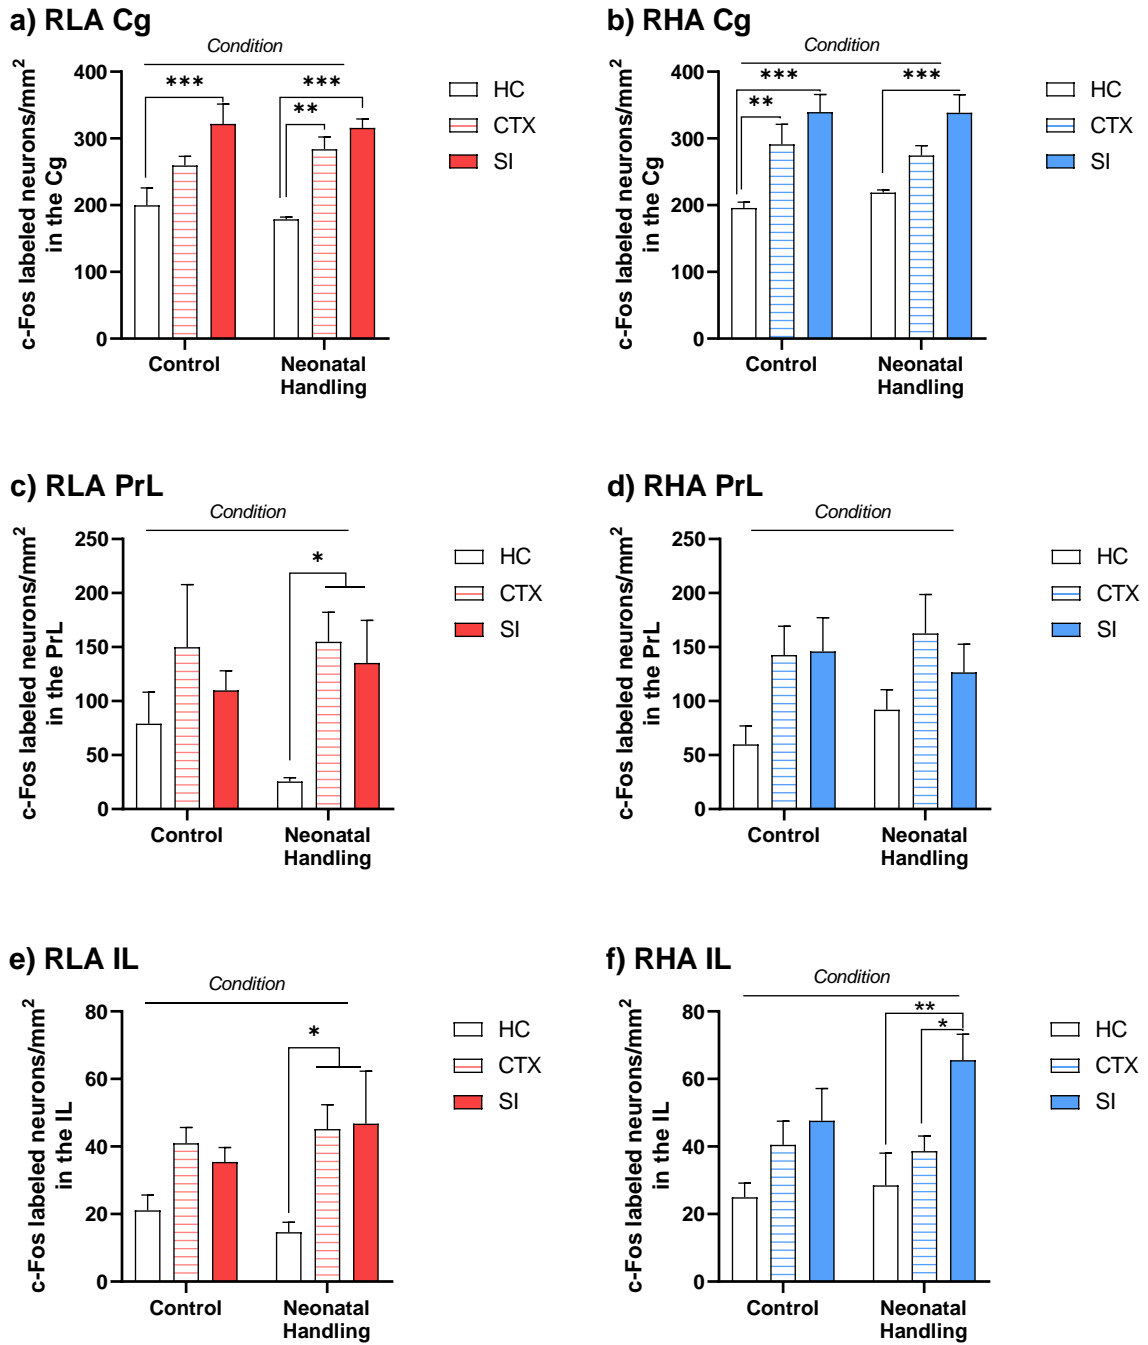 a) RLA Cg
Condition
c-Fos labeled neurons/mm²
in the Cg
400
300
200
100
0
***
***
**
Control
Neonatal
Handling
HC
CTX
SI
b) RHA Cg
Condition
c-Fos labeled neurons/mm²
in the Cg
400
300
200
100
0
***
**
***
Control
Neonatal
Handling
HC
CTX
SI
c) RLA PrL
Condition
c-Fos labeled neurons/mm²
in the PrL
250
200
150
100
50
0
*
Control
Neonatal
Handling
HC
CTX
SI
d) RHA PrL
Condition
c-Fos labeled neurons/mm²
in the PrL
250
200
150
100
50
0
Control
Neonatal
Handling
HC
CTX
SI
e) RLA IL
Condition
c-Fos labeled neurons/mm²
in the IL
80
60
40
20
0
*
Control
Neonatal
Handling
HC
CTX
SI
f) RHA IL
Condition
c-Fos labeled neurons/mm²
in the IL
80
60
40
20
0
**
*
Control
Neonatal
Handling
HC
CTX
SI